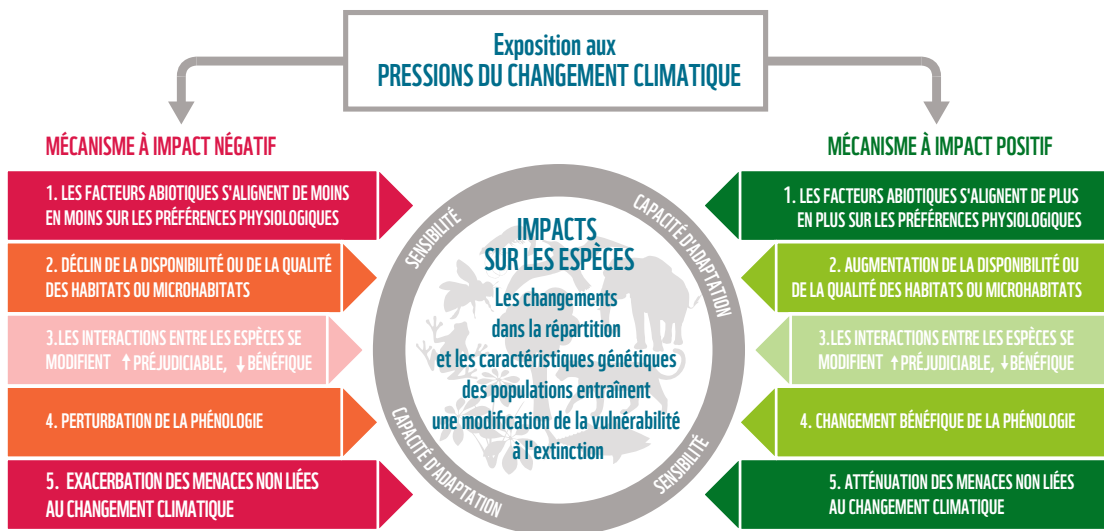 Exposition aux
PRESSIONS DU CHANGEMENT CLIMATIQUE
MÉCANISME À IMPACT NÉGATIF
1. LES FACTEURS ABIOTIQUES S'ALIGNENT DE MOINS
EN MOINS SUR LES PRÉFÉRENCES PHYSIOLOGIQUES
2. DÉCLIN DE LA DISPONIBILITÉ OU DE LA QUALITÉ
DES HABITATS OU MICROHABITATS
3.LES INTERACTIONS ENTRE LES ESPÈCES SE
MODIFIENT ↑ PRÉJUDICIABLE, ↓ BÉNÉFIQUE
4. PERTURBATION DE LA PHÉNOLOGIE
5. EXACERBATION DES MENACES NON LIÉES
AU CHANGEMENT CLIMATIQUE
SENSIBILITÉ
CAPACITÉ D'ADAPTATION
IMPACTS
SUR LES ESPÈCES
Les changements
dans la répartition
et les caractéristiques génétiques
des populations entraînent
une modification de la vulnérabilité
à l'extinction
CAPACITÉ D'ADAPTATION
SENSIBILITÉ
MÉCANISME À IMPACT POSITIF
1. LES FACTEURS ABIOTIQUES S'ALIGNENT DE PLUS
EN PLUS SUR LES PRÉFÉRENCES PHYSIOLOGIQUES
2. AUGMENTATION DE LA DISPONIBILITÉ OU
DE LA QUALITÉ DES HABITATS OU MICROHABITATS
3.LES INTERACTIONS ENTRE LES ESPÈCES SE
MODIFIENT ↑ PRÉJUDICIABLE, ↓BÉNÉFIQUE
4. CHANGEMENT BÉNÉFIQUE DE LA PHÉNOLOGIE
5. ATTÉNUATION DES MENACES NON LIÉES
AU CHANGEMENT CLIMATIQUE